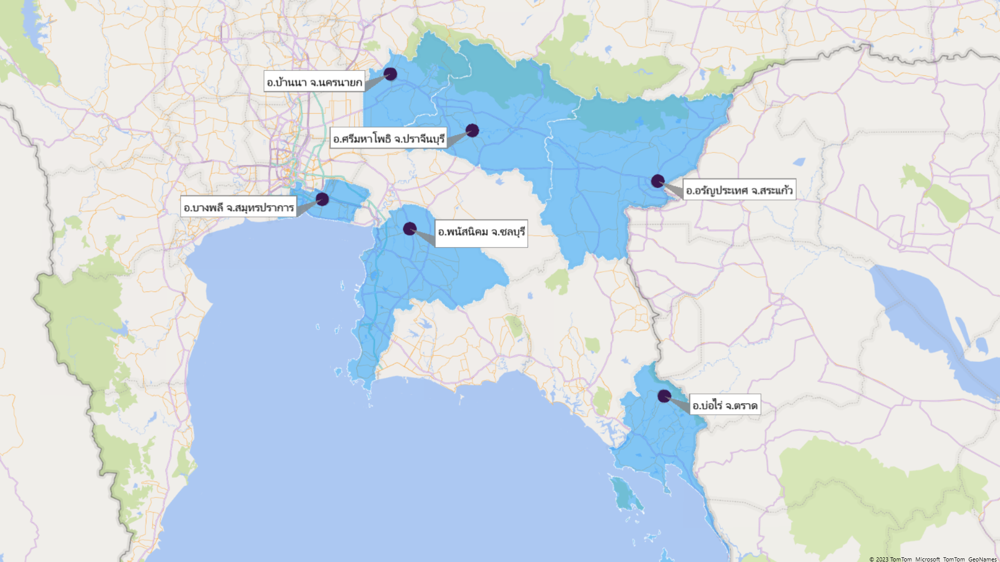 อ.บ้านนา จ.นครนายก
อ.ศรีมหาโพธิ จ.ปราจีนบุรี
อ.อรัญประเทศ จ.สระแก้ว
อ.บางพลี จ.สมุทรปราการ
อ.พนัสนิคม จ.ชลบุรี
อ.บ่อไร่ จ.ตราด
© 2023 TomTom Microsoft TomTom GeoNames